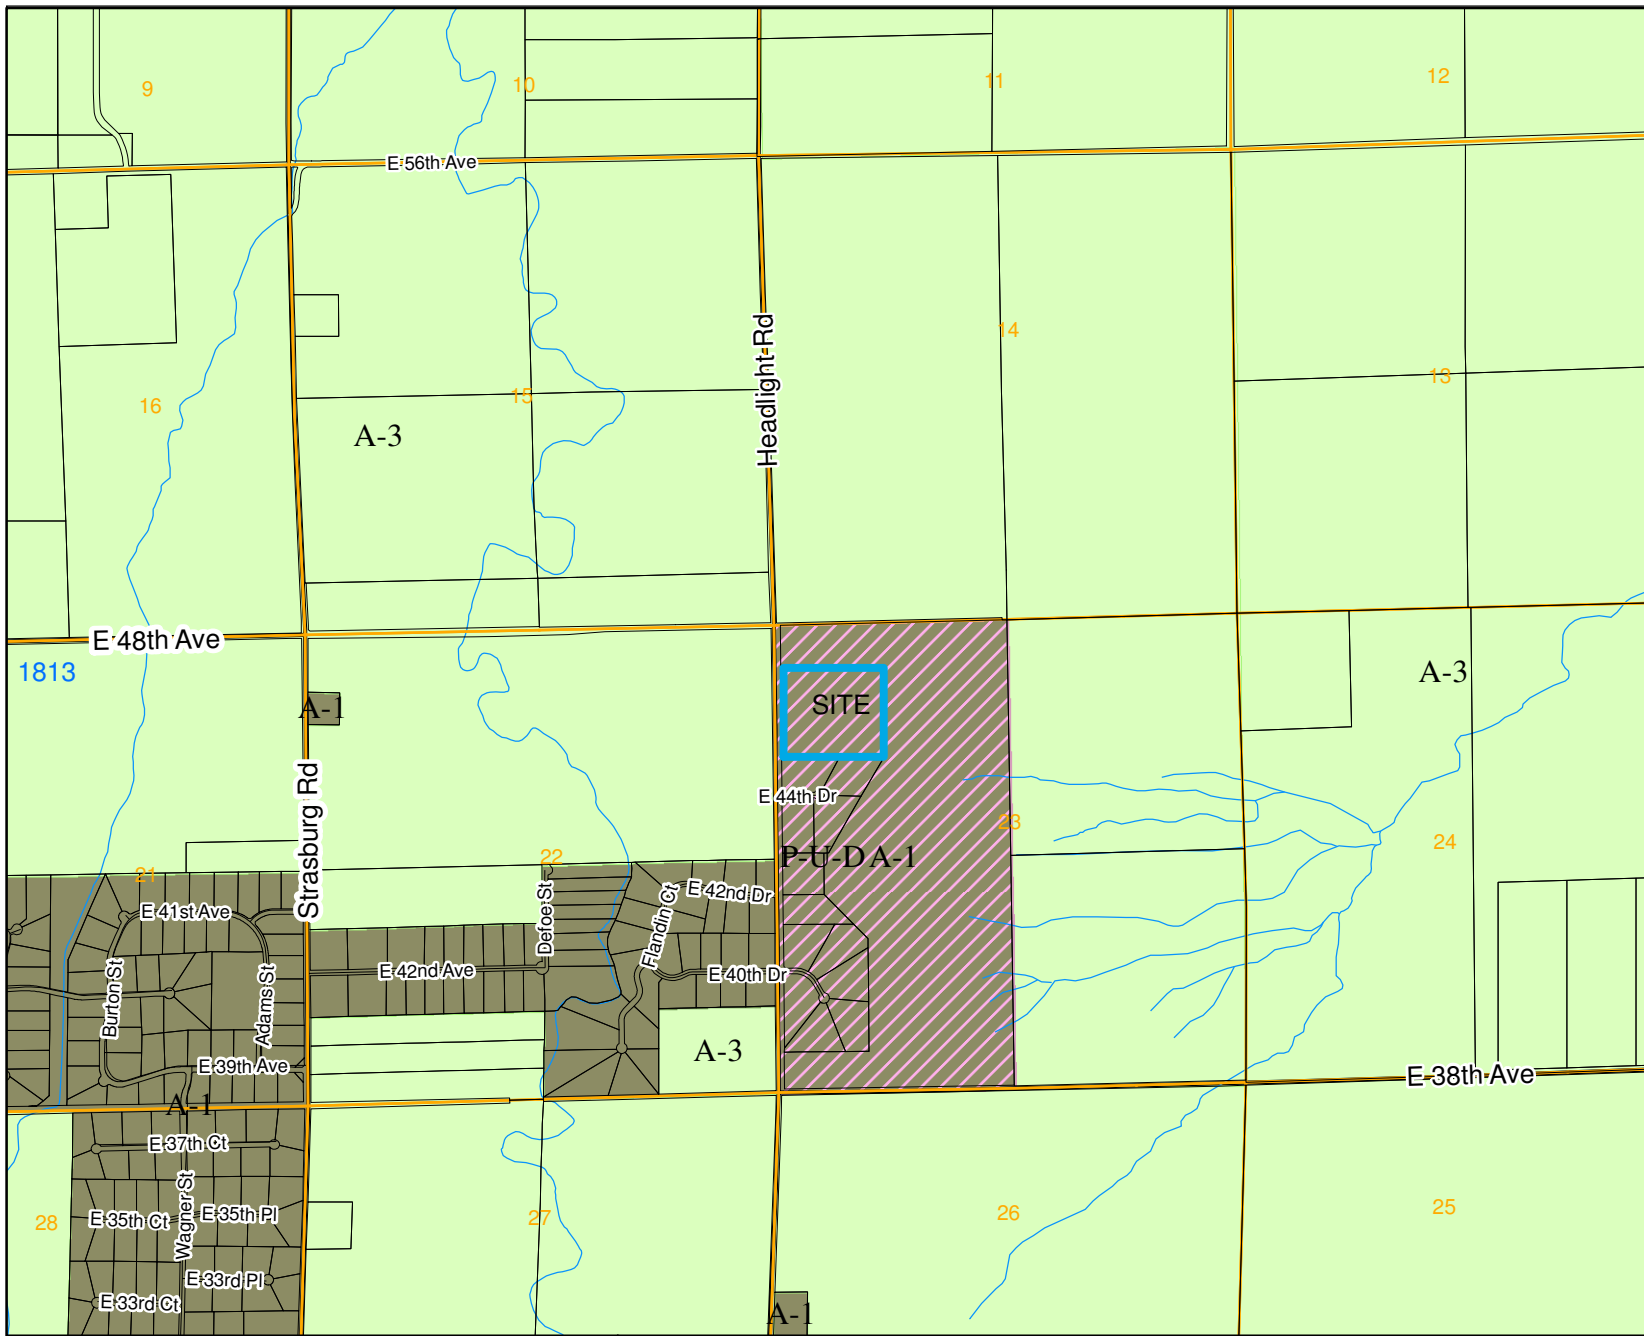 9
10
11
12
E 56th Ave
Headlight Rd
14
13
15
16
A-3
E 48th Ave
1813
A-3
A-1
SITE
Strasburg Rd
E 44th Dr
23
24
22
P-U-D A-1
21
E 41st Ave
E 42nd Dr
Defoe St
Flandin Ct
E 42nd Ave
E 40th Dr
Burton St
Adams St
A-3
E 39th Ave
E 38th Ave
A-1
E 37th Ct
Wagner St
28
E 35th Ct
E 35th Pl
27
26
25
E 33rd Pl
E 33rd Ct
A-1